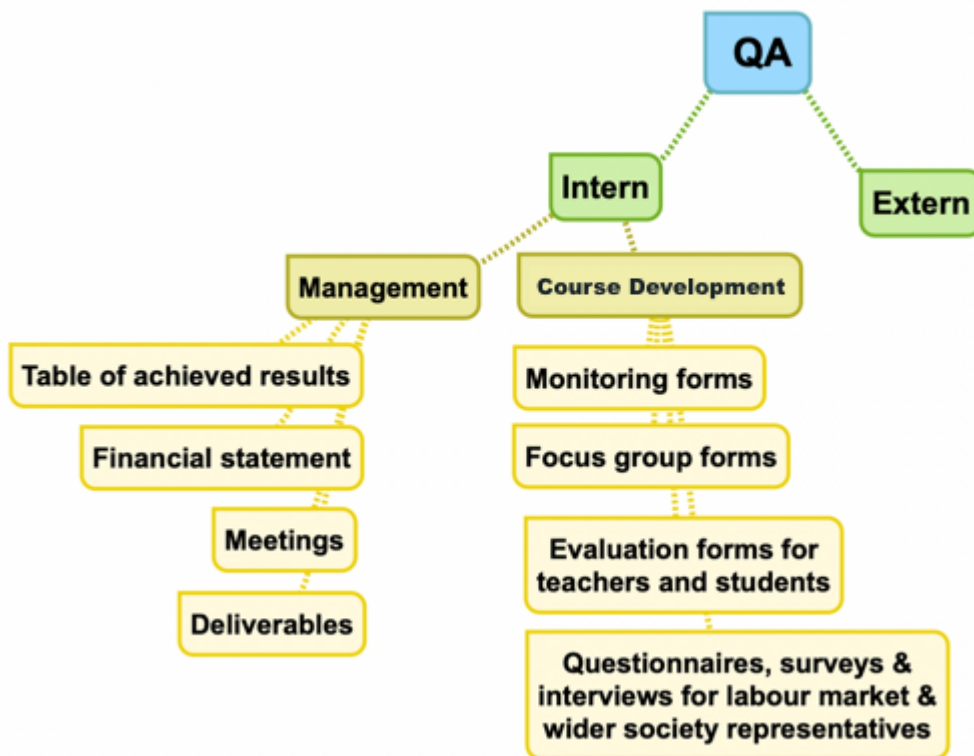 QA
Intern
Extern
Management
Course Development
Table of achieved results
Financial statement
Meetings
Deliverables
Monitoring forms
Focus group forms
Evaluation forms for
teachers and students
Questionnaires, surveys &
interviews for labour market &
wider society representatives